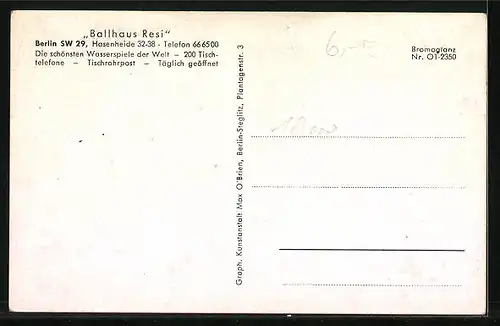 „Ballhaus Resi“
Berlin SW 29, Hasenheide 32-38 - Telefon 66 65 00
Die schönsten Wasserspiele der Welt – 200 Tisch-
telefone – Tischrohrpost – Täglich geöffnet
Graph. Kunstanstalt Max O'Brien, Berlin-Steglitz, Plantagenstr. 3
6,--
Bromoglanz
Nr. O1-2350